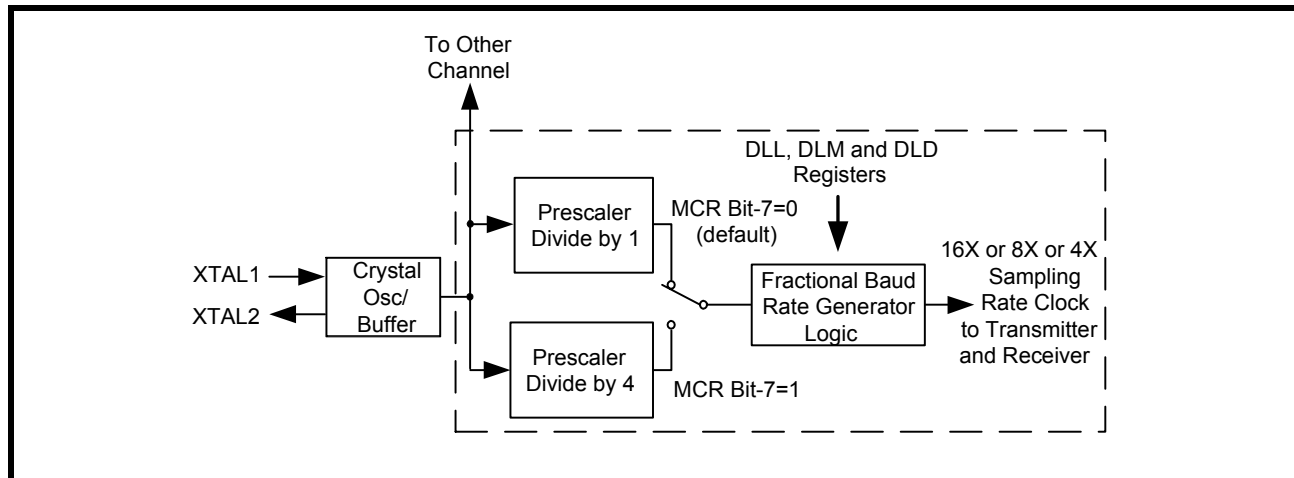 To Other
Channel
DLL, DLM and DLD
Registers
Prescaler
Divide by 1
MCR Bit-7=0
(default)
XTAL1
XTAL2
Crystal
Osc/
Buffer
Fractional Baud
Rate Generator
Logic
16X or 8X or 4X
Sampling
Rate Clock
to Transmitter
and Receiver
Prescaler
Divide by 4
MCR Bit-7=1